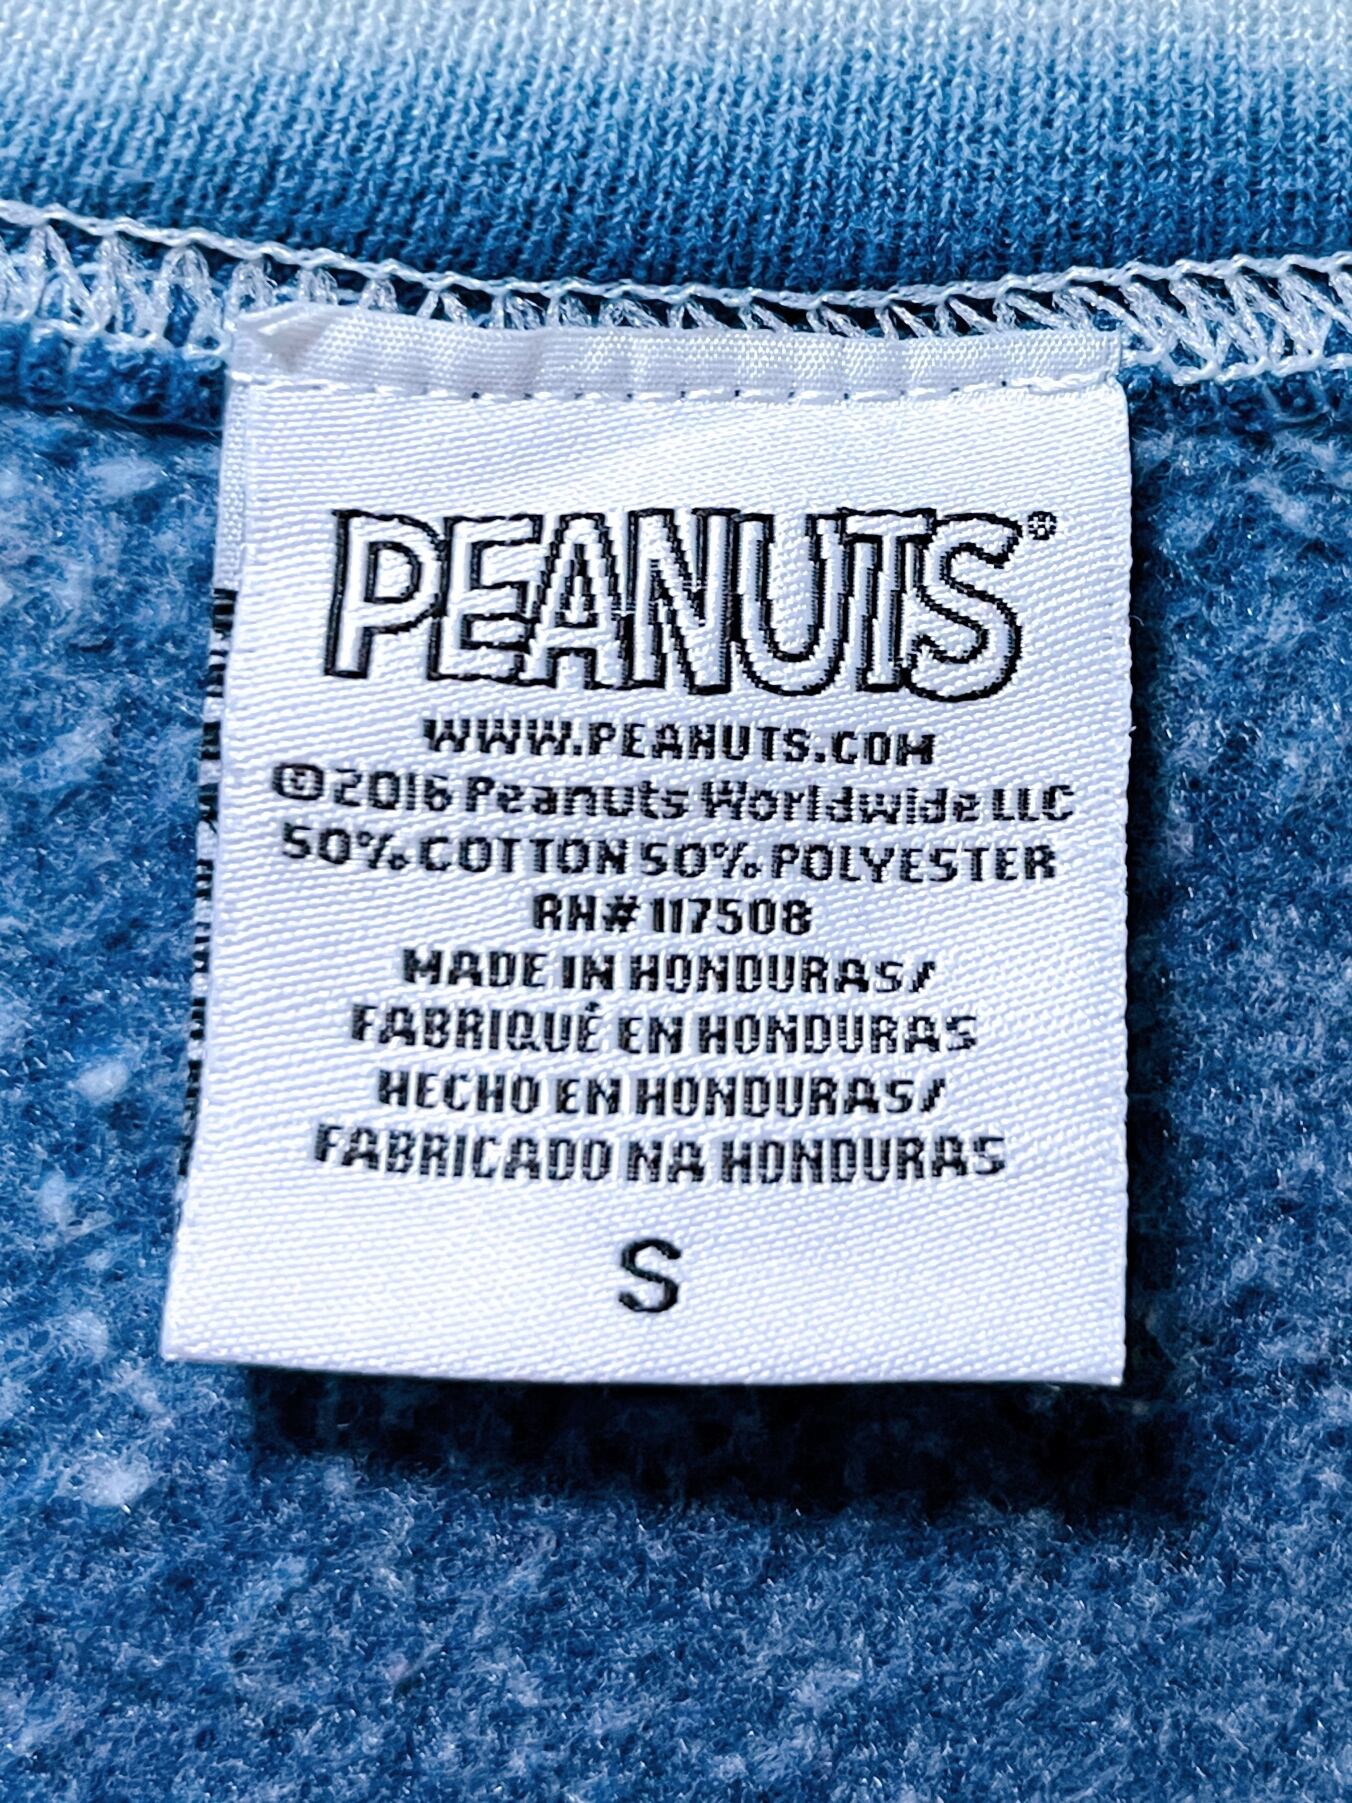 PEANUTS®
WWW.PEANUTS.COM
©2016 Peanuts Worldwide LLC
50% COTTON 50% POLYESTER
RN# 117508
MADE IN HONDURAS/
FABRIQUÉ EN HONDURAS
HECHO EN HONDURAS/
FABRICADO NA HONDURAS
S